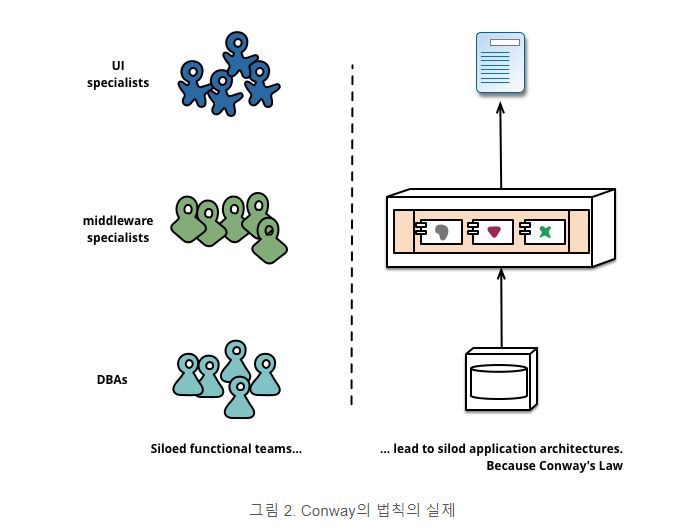 UI
specialists
middleware
specialists
DBAs
Siloed functional teams...
... lead to silod application architectures.
Because Conway's Law
그림 2. Conway의 법칙의 실제